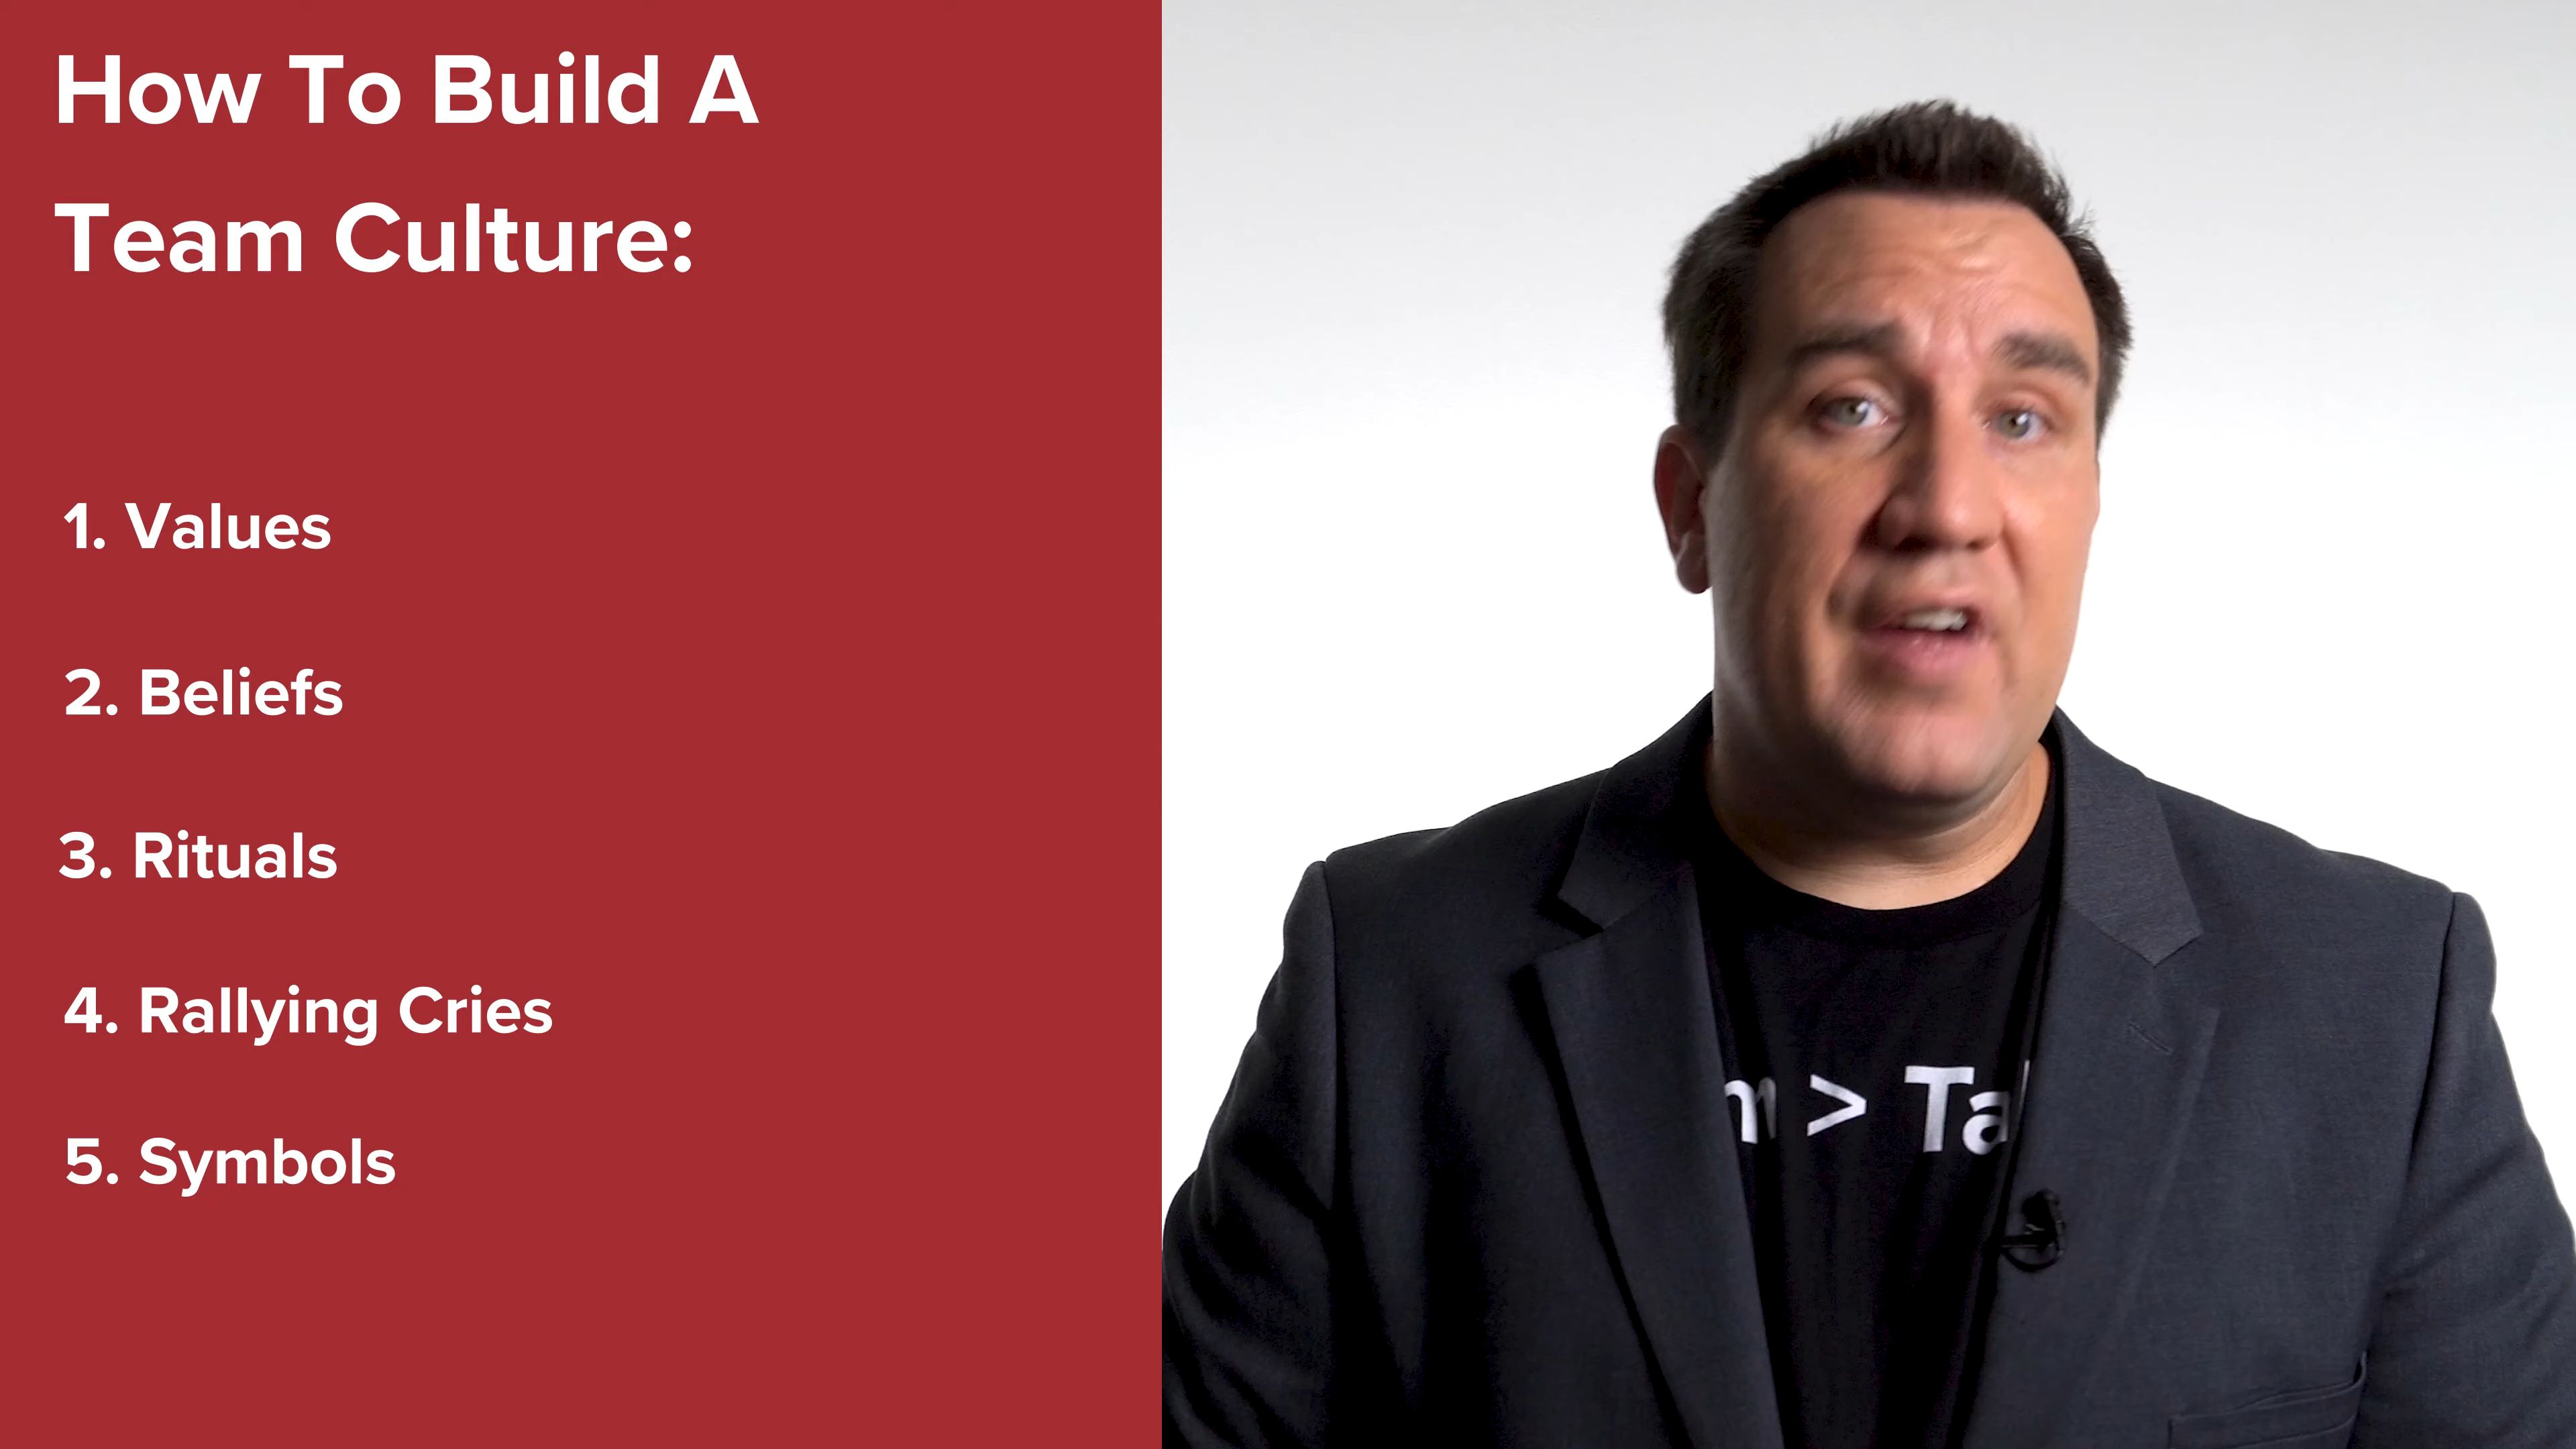 How To Build A
Team Culture:
1. Values
2. Beliefs
3. Rituals
4. Rallying Cries
5. Symbols
m > Ta